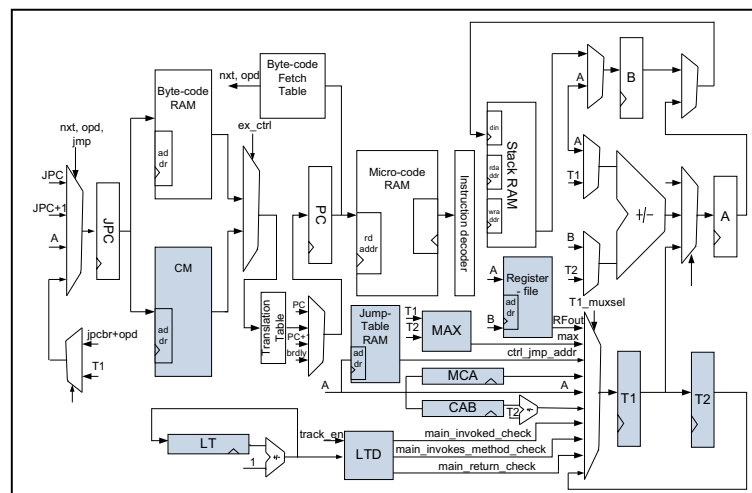 nxt, opd,
jmp
JPC
JPC+1
A
JPC
jpcbr+opd
T1
Byte-code
RAM
ad
dr
CM
ad
dr
nxt, opd
Byte-code
Fetch
Table
ex_ctrl
Translation
Table
PC
PC
PC+1
brdly
Micro-code
RAM
rd
addr
Instruction decoder
din
rda
ddr
wra
ddr
Stack RAM
A
B
A
T1
B
T2
+/-
A
Jump-
Table
RAM
ad
dr
T1
T2
MAX
A
B
Register
-file
ad
dr
T1_muxsel
RFout
max
ctrl_jmp_addr
A
MCA
A
CAB
T2
+
T1
T2
LT
1
+/-
track_en
LTD
main_invoked_check
main_invokes_method_check
main_return_check